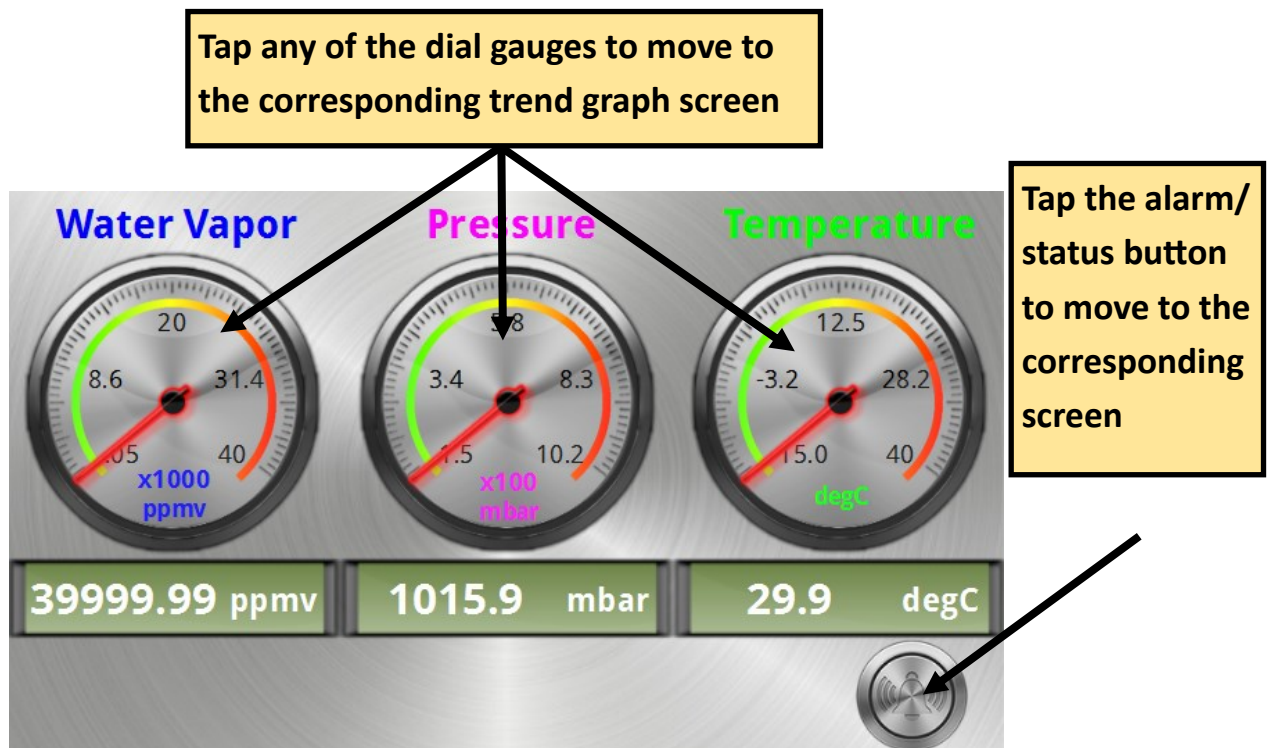 Tap any of the dial gauges to move to
the corresponding trend graph screen
Tap the alarm/
status button
to move to the
corresponding
screen
Water Vapor
Pressure
Temperature
20
8.6
31.4
40
x1000
ppmv
3.4
8.3
10.2
x100
mbar
12.5
-3.2
28.2
40
degC
39999.99 ppmv
1015.9 mbar
29.9 degC